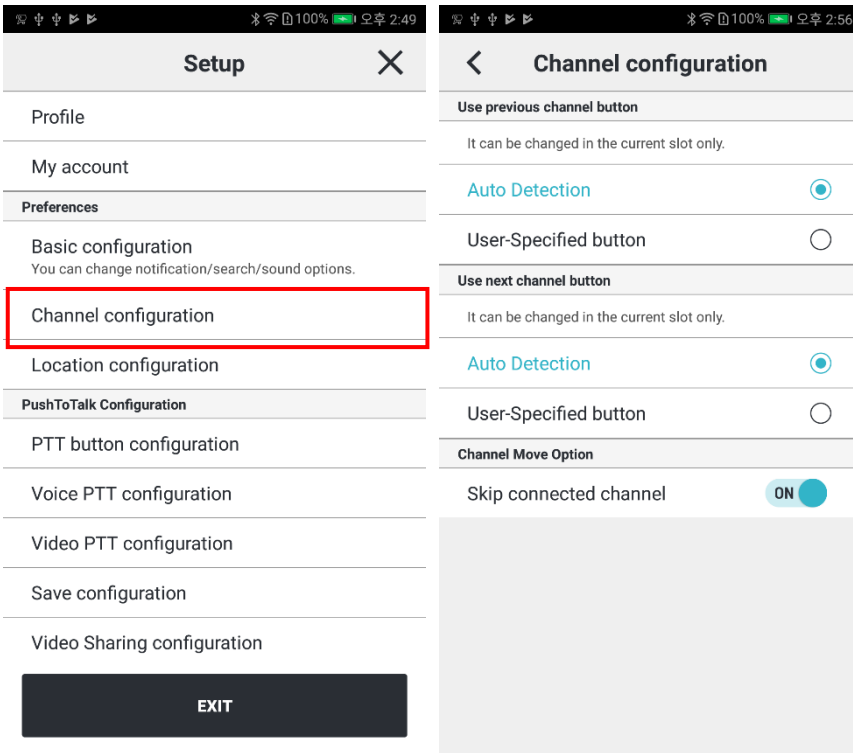 100% 오후 2:49
Setup
Profile
My account
Preferences
Basic configuration
You can change notification/search/sound options.
Channel configuration
Location configuration
PushToTalk Configuration
PTT button configuration
Voice PTT configuration
Video PTT configuration
Save configuration
Video Sharing configuration
EXIT
100% 오후 2:56
Channel configuration
Use previous channel button
It can be changed in the current slot only.
Auto Detection
User-Specified button
Use next channel button
It can be changed in the current slot only.
Auto Detection
User-Specified button
Channel Move Option
Skip connected channel
ON